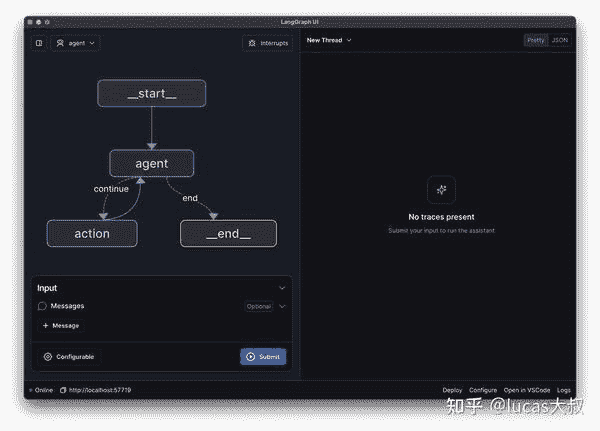 LangGraph UI
agent
Interrupts
New Thread
Pretty
JSON
__start__
agent
continue
end
action
__end__
No traces present
Submit your input to run the assistant
Input
Messages
Optional
+ Message
Configurable
Submit
Online
http://localhost:57719
Deploy
Configure
Open in VSCode
Logs
知乎 @lucas大叔